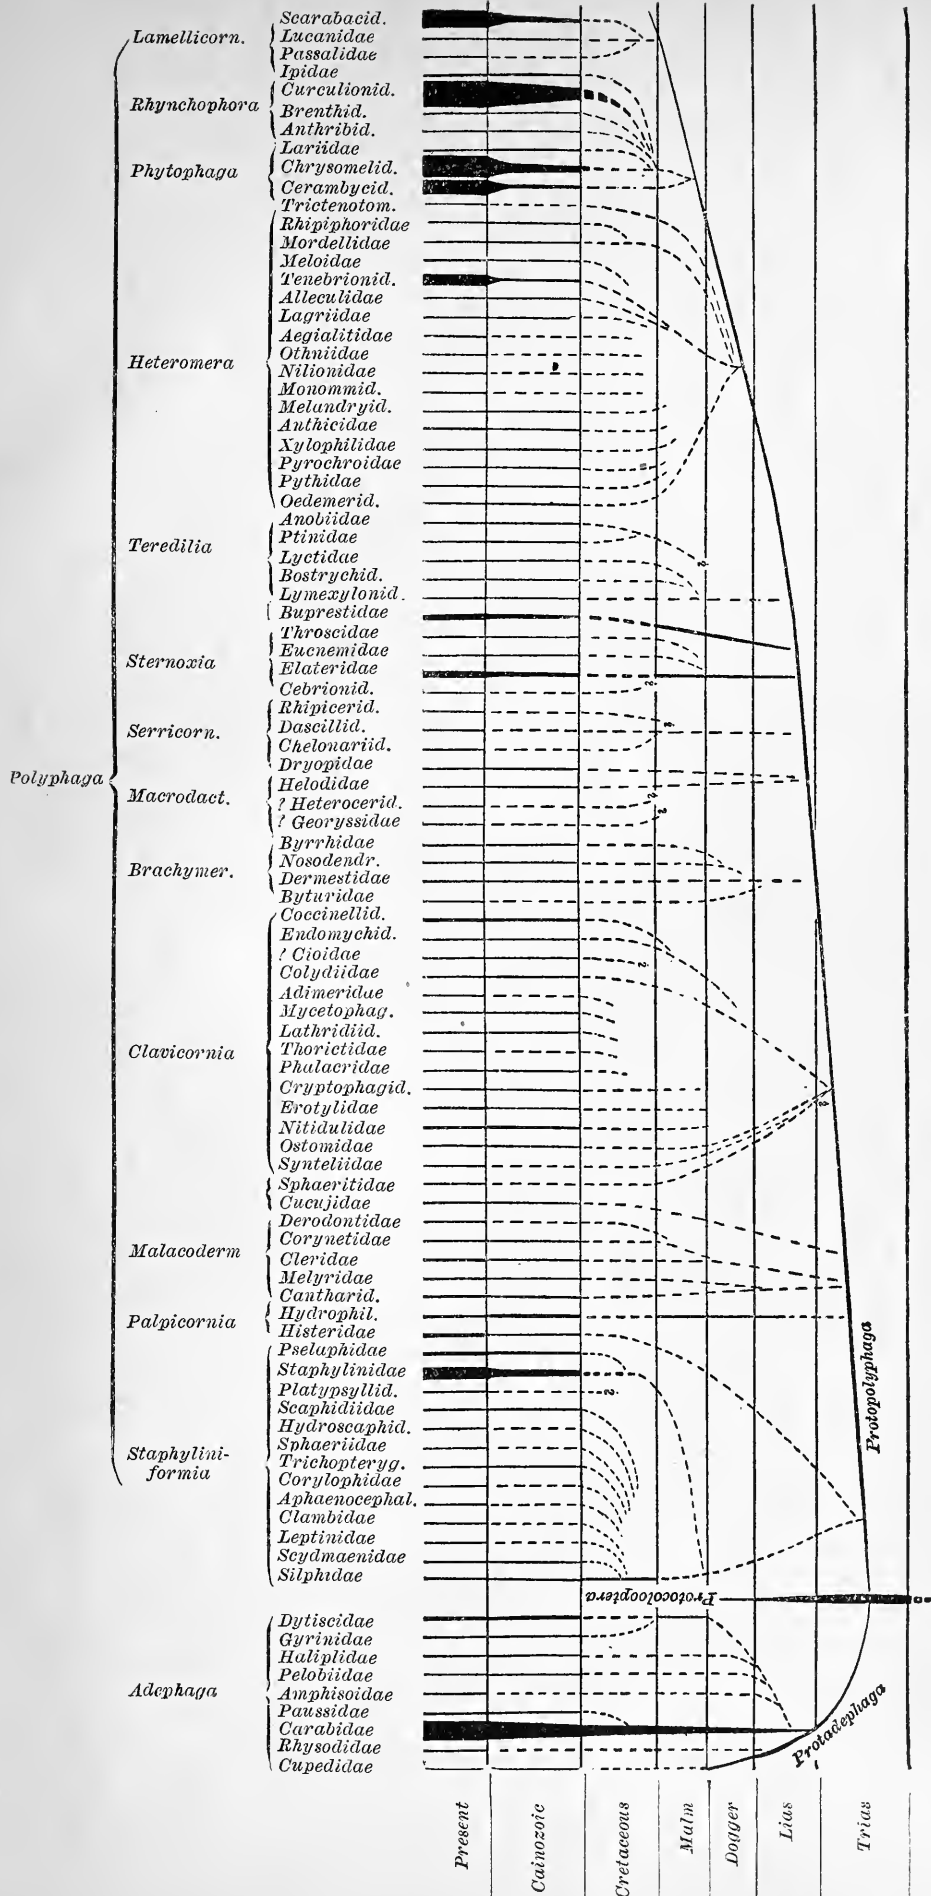 Scarabacid.
Lamellicorn.
Lucanidae
Passalidae
Ipidae
Rhynchophora
Curculionid.
Brenthid.
Anthribid.
Lariidae
Phytophaga
Chrysomelid.
Cerambycid.
Trictenotom.
Rhipiphoridae
Mordellidae
Meloidae
Tenebrionid.
Alleculidae
Lagriidae
Aegialitidae
Othniidae
Heteromera
Nilionidae
Monommid.
Melandryid.
Anthicidae
Xylophilidae
Pyrochroidae
Pythidae
Oedemerid.
Anobiidae
Ptinidae
Teredilia
Lyctidae
?
Bostrychid.
Lymexylonid.
Buprestidae
Throscidae
Eucnemidae
Sternoxia
Elateridae
Cebrionid.
?
Rhipicerid.
Serricorn.
Dascillid.
?
Chelonariid.
Dryopidae
Polyphaga
Helodidae
Macrodact.
? Heterocerid.
?
? Georyssidae
?
Byrrhidae
Nosodendr.
Brachymer.
Dermestidae
Byturidae
Coccinellid.
Endomychid.
? Cioidae
?
Colydiidae
Adimeridae
Mycetophag.
Lathridiid.
Clavicornia
Thorictidae
Phalacridae
Cryptophagid.
?
Erotylidae
Nitidulidae
Ostomidae
Synteliidae
Sphaeritidae
Cucujidae
Derodontidae
Corynetidae
Malacoderm
Cleridae
Melyridae
Cantharid.
Palpicornia
Hydrophil.
Histeridae
Protopolyphaga
Pselaphidae
Staphylinidae
Platypsyllid.
?
Scaphidiidae
Hydroscaphid.
Sphaeriidae
Staphylini-
formia
Trichopteryg.
Corylophidae
Aphaenocephal.
Clambidae
Leptinidae
Scydmaenidae
Silphidae
Protocolooptera
Dytiscidae
Gyrinidae
Haliplidae
Pelobiidae
Adephaga
Amphisoidae
Paussidae
Carabidae
Rhysodidae
Cupedidae
Protadephaga
Present
Cainozoic
Cretaceous
Malm
Dogger
Lias
Trias